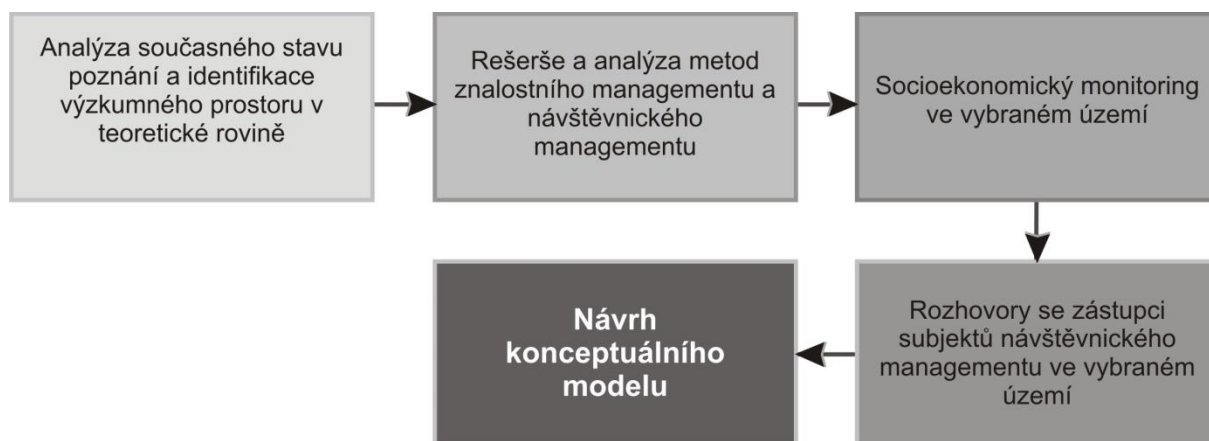 Analýza současného stavu
poznání a identifikace
výzkumného prostoru v
teoretické rovině
Rešerše a analýza metod
znalostního managementu a
návštěvnického
managementu
Socioekonomický monitoring
ve vybraném území
Rozhovory se zástupci
subjektů návštěvnického
managementu ve vybraném
území
Návrh
konceptuálního
modelu